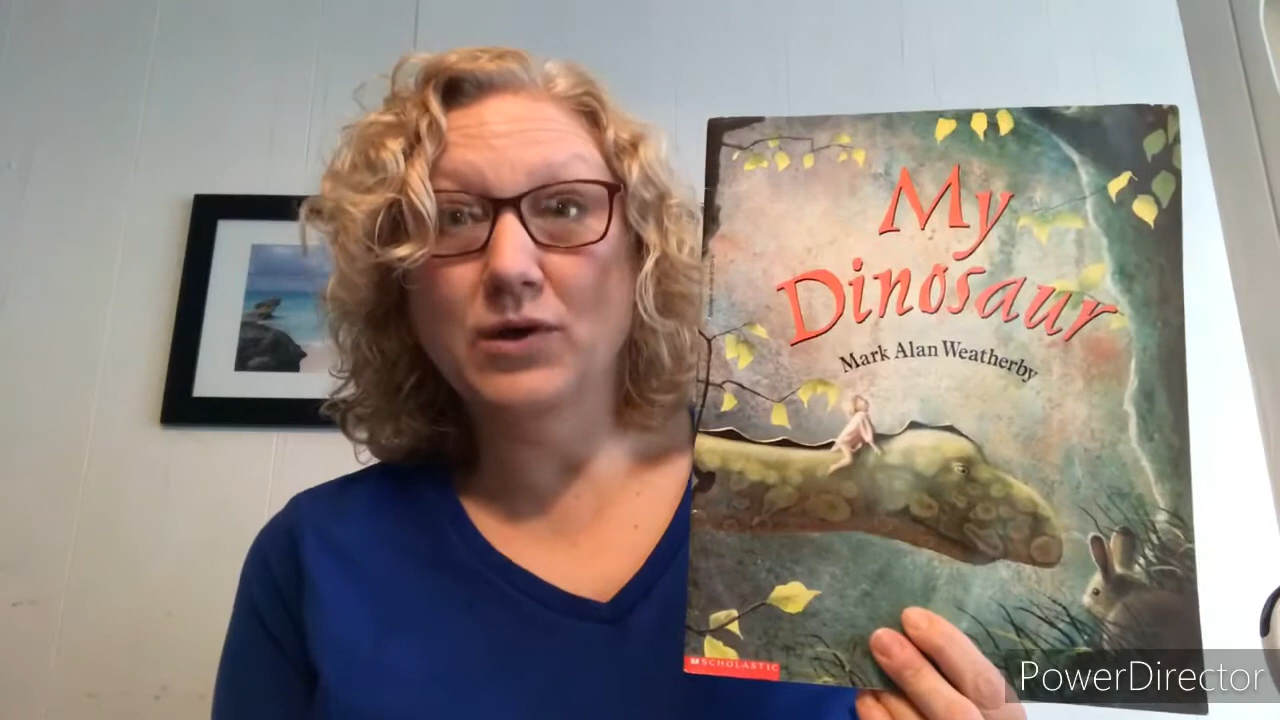 My
Dinosaur
Mark Alan Weatherby
SCHOLASTIC
PowerDirector